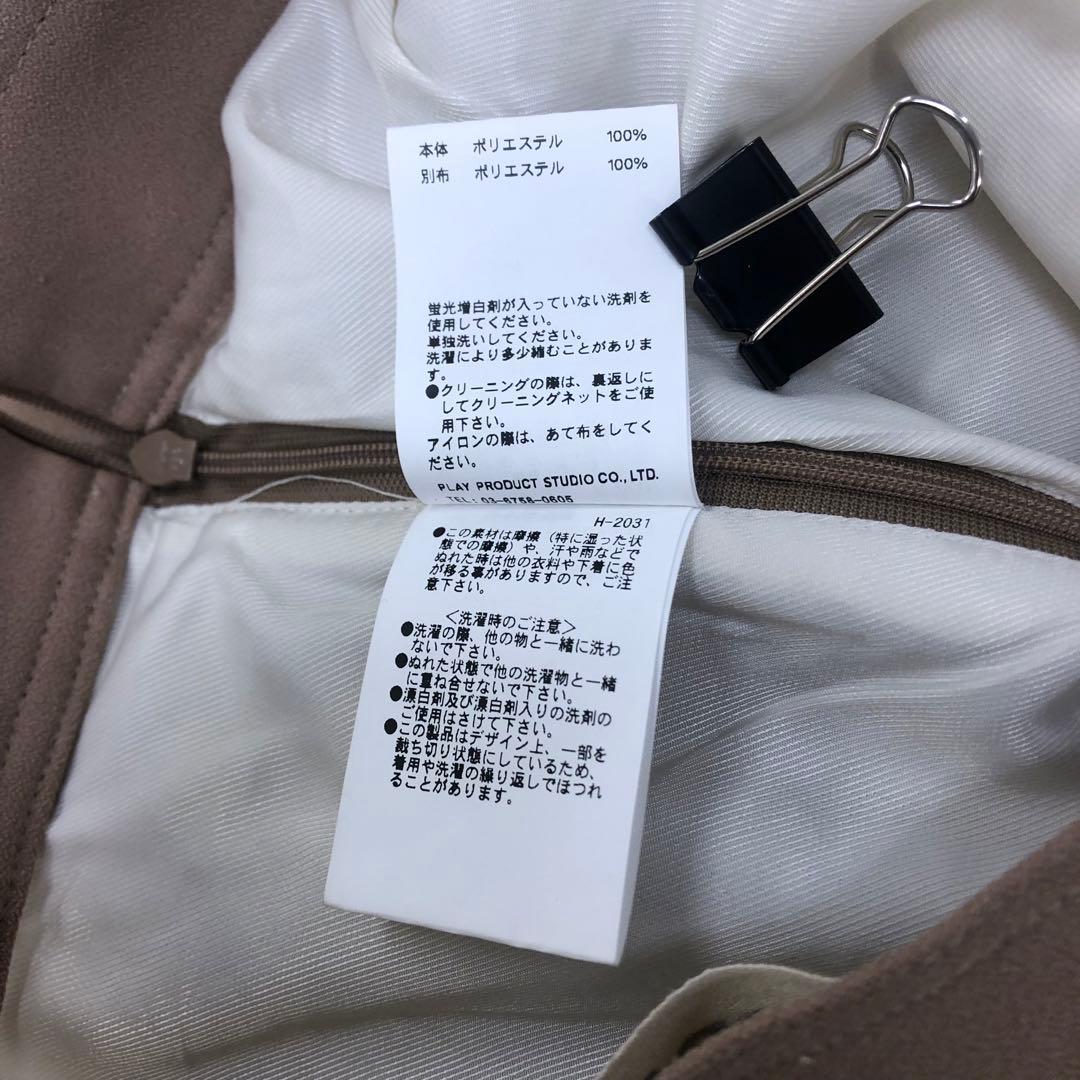 本体 ポリエステル 100%
別布 ポリエステル 100%
蛍光増白剤が入っていない洗剤を
使用してください。
単独洗いしてください。
洗濯により多少縮むことがありま
す。
●クリーニングの際は、裏返しに
してクリーニングネットをご使
用下さい。
アイロンの際は、あて布をしてく
ださい。
PLAY PRODUCT STUDIO CO.,LTD.
TEL:03-6758-0605
H-2031
●この素材は摩擦（特に湿った状
態での摩擦）や、汗や雨などで
ぬれた時は他の衣料や下着に色
が移る事がありますので、ご注
意下さい。
＜洗濯時のご注意＞
●洗濯の際、他の物と一緒に洗わ
ないで下さい。
●ぬれた状態で他の洗濯物と一緒
に重ね合せないで下さい。
●漂白剤及び漂白剤入りの洗剤の
ご使用はさけて下さい。
●この製品はデザイン上、一部を
裁ち切り状態にしているため、
着用や洗濯の繰り返しでほつれ
ることがあります。